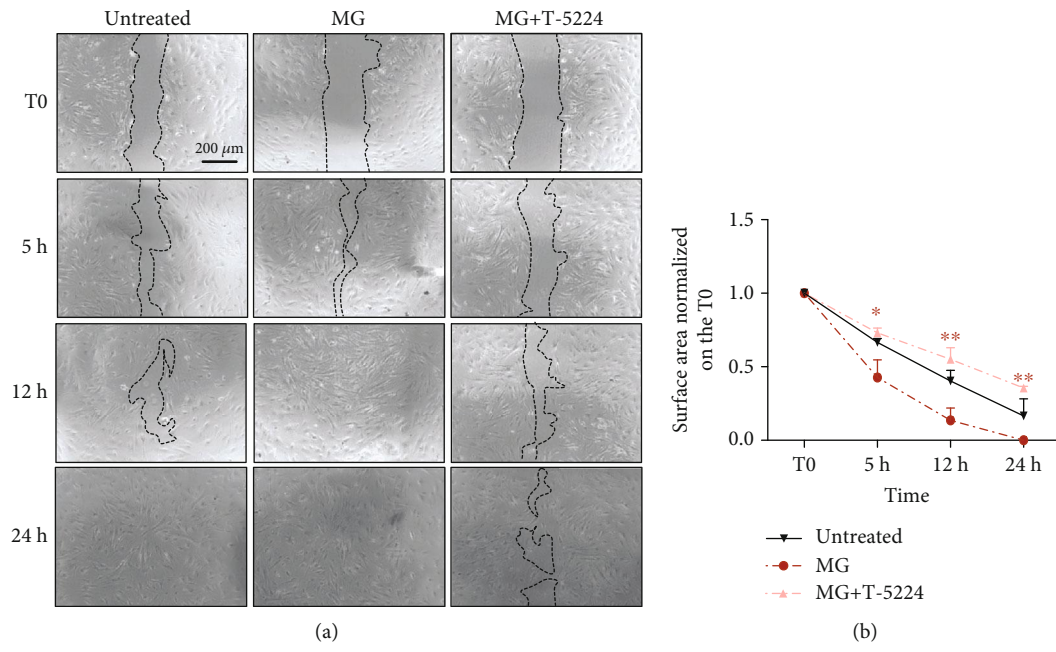 Untreated MG MG+T-5224
T0
200 μm
5 h
12 h
24 h
(a)
Surface area normalized
on the T0
1.5
1.0
0.5
0.0
*
**
**
T0 5 h 12 h 24 h
Time
Untreated
MG
MG+T-5224
(b)